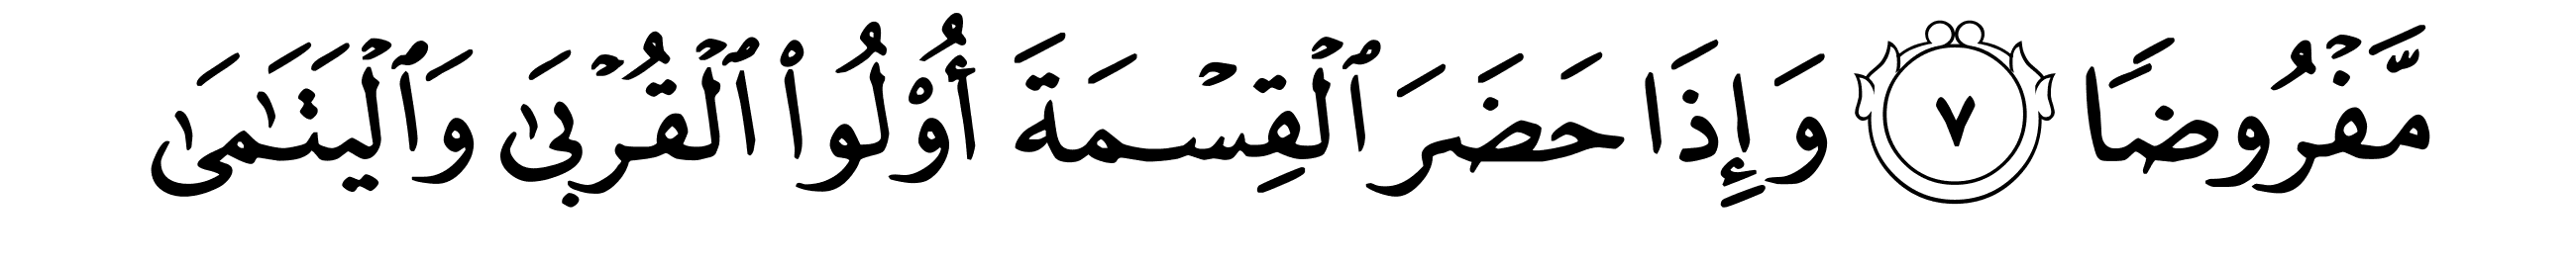 مَّفۡرُوضٗا ٧ وَإِذَا حَضَرَ ٱلۡقِسۡمَةَ أُوْلُواْ ٱلۡقُرۡبَىٰ وَٱلۡيَتَٰمَىٰ